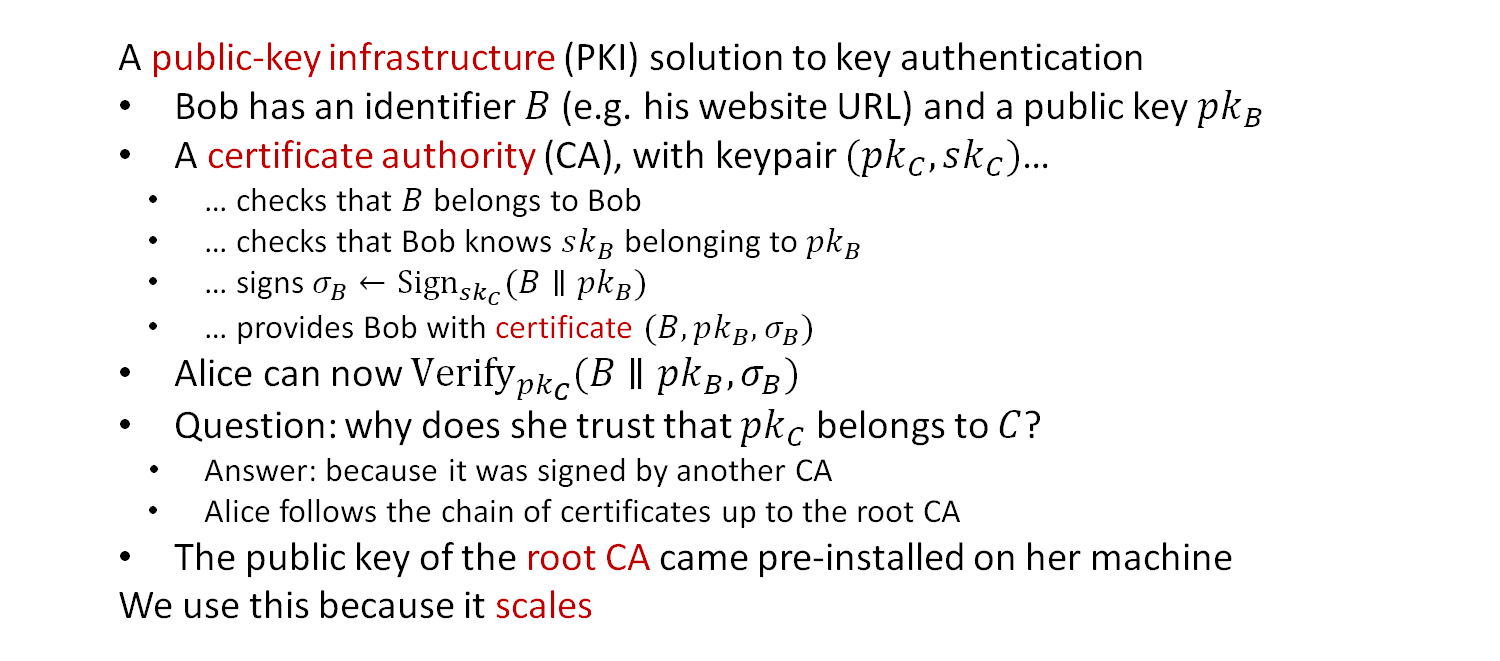 A public-key infrastructure (PKI) solution to key authentication
• Bob has an identifier B (e.g. his website URL) and a public key pk_B
• A certificate authority (CA), with keypair (pk_C, sk_C)…
• … checks that B belongs to Bob
• … checks that Bob knows sk_B belonging to pk_B
• … signs σ_B ← Sign_{sk_C}(B ∥ pk_B)
• … provides Bob with certificate (B, pk_B, σ_B)
• Alice can now Verify_{pk_C}(B ∥ pk_B, σ_B)
• Question: why does she trust that pk_C belongs to C?
• Answer: because it was signed by another CA
• Alice follows the chain of certificates up to the root CA
• The public key of the root CA came pre-installed on her machine
We use this because it scales